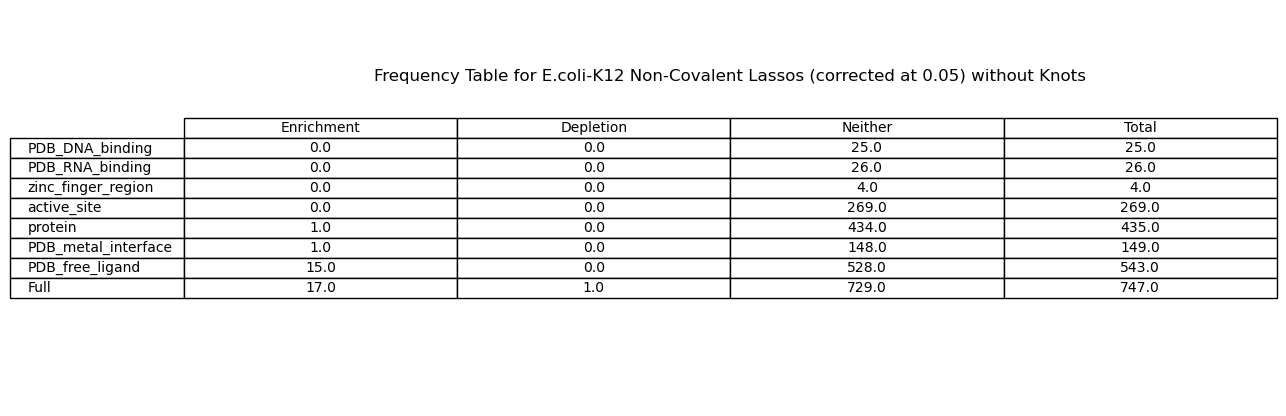 Frequency Table for E.coli-K12 Non-Covalent Lassos (corrected at 0.05) without Knots
Enrichment Depletion Neither Total
PDB_DNA_binding 0.0 0.0 25.0 25.0
PDB_RNA_binding 0.0 0.0 26.0 26.0
zinc_finger_region 0.0 0.0 4.0 4.0
active_site 0.0 0.0 269.0 269.0
protein 1.0 0.0 434.0 435.0
PDB_metal_interface 1.0 0.0 148.0 149.0
PDB_free_ligand 15.0 0.0 528.0 543.0
Full 17.0 1.0 729.0 747.0